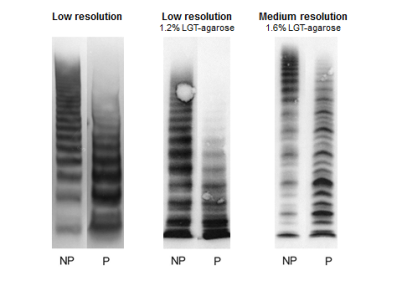 Low resolution
Low resolution
1.2% LGT-agarose
Medium resolution
1.6% LGT-agarose
NP P
NP P
NP P